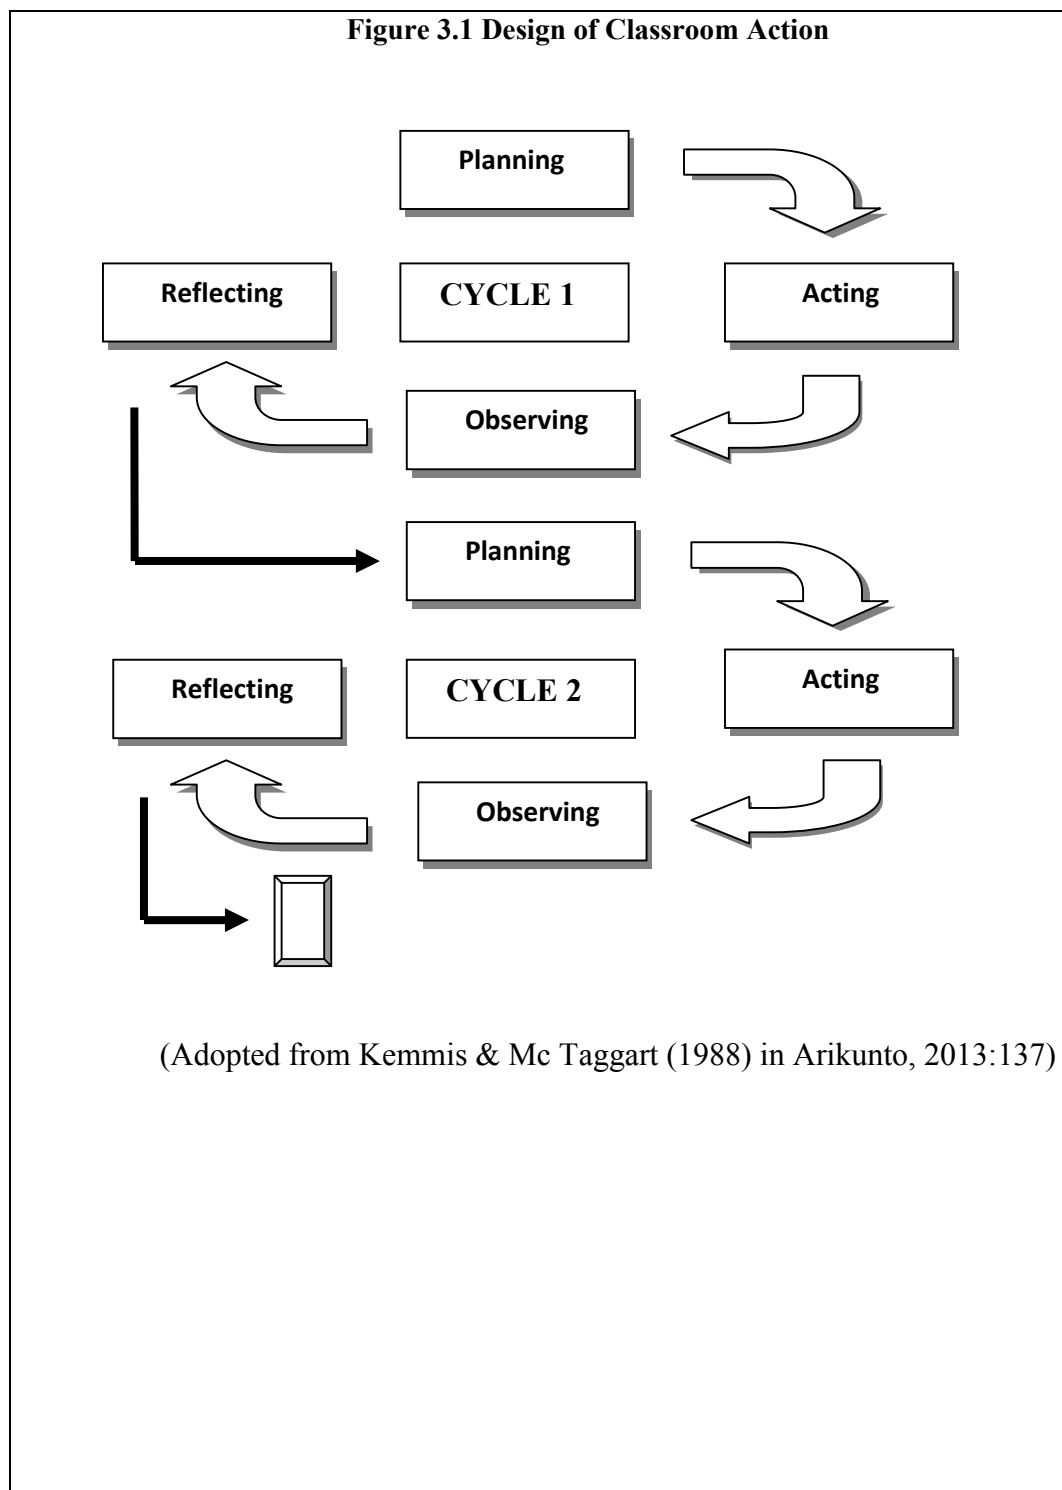 Figure 3.1 Design of Classroom Action
Planning
Reflecting
CYCLE 1
Acting
Observing
Planning
Reflecting
CYCLE 2
Acting
Observing
(Adopted from Kemmis & Mc Taggart (1988) in Arikunto, 2013:137)